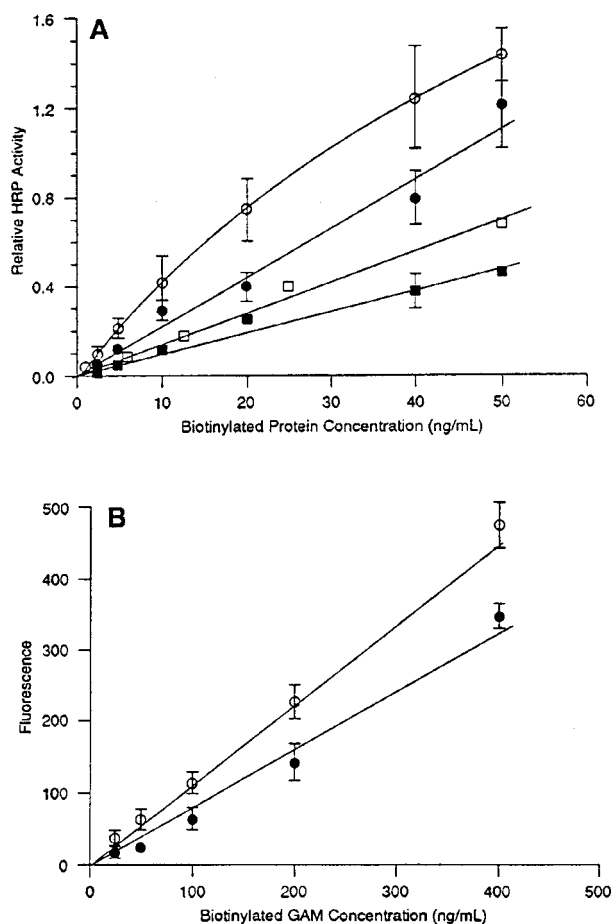 A
1.6
1.2
0.8
0.4
0.0
Relative HRP Activity
0 10 20 30 40 50 60
Biotinylated Protein Concentration (ng/mL)
B
500
400
300
200
100
0
Fluorescence
0 100 200 300 400 500
Biotinylated GAM Concentration (ng/mL)